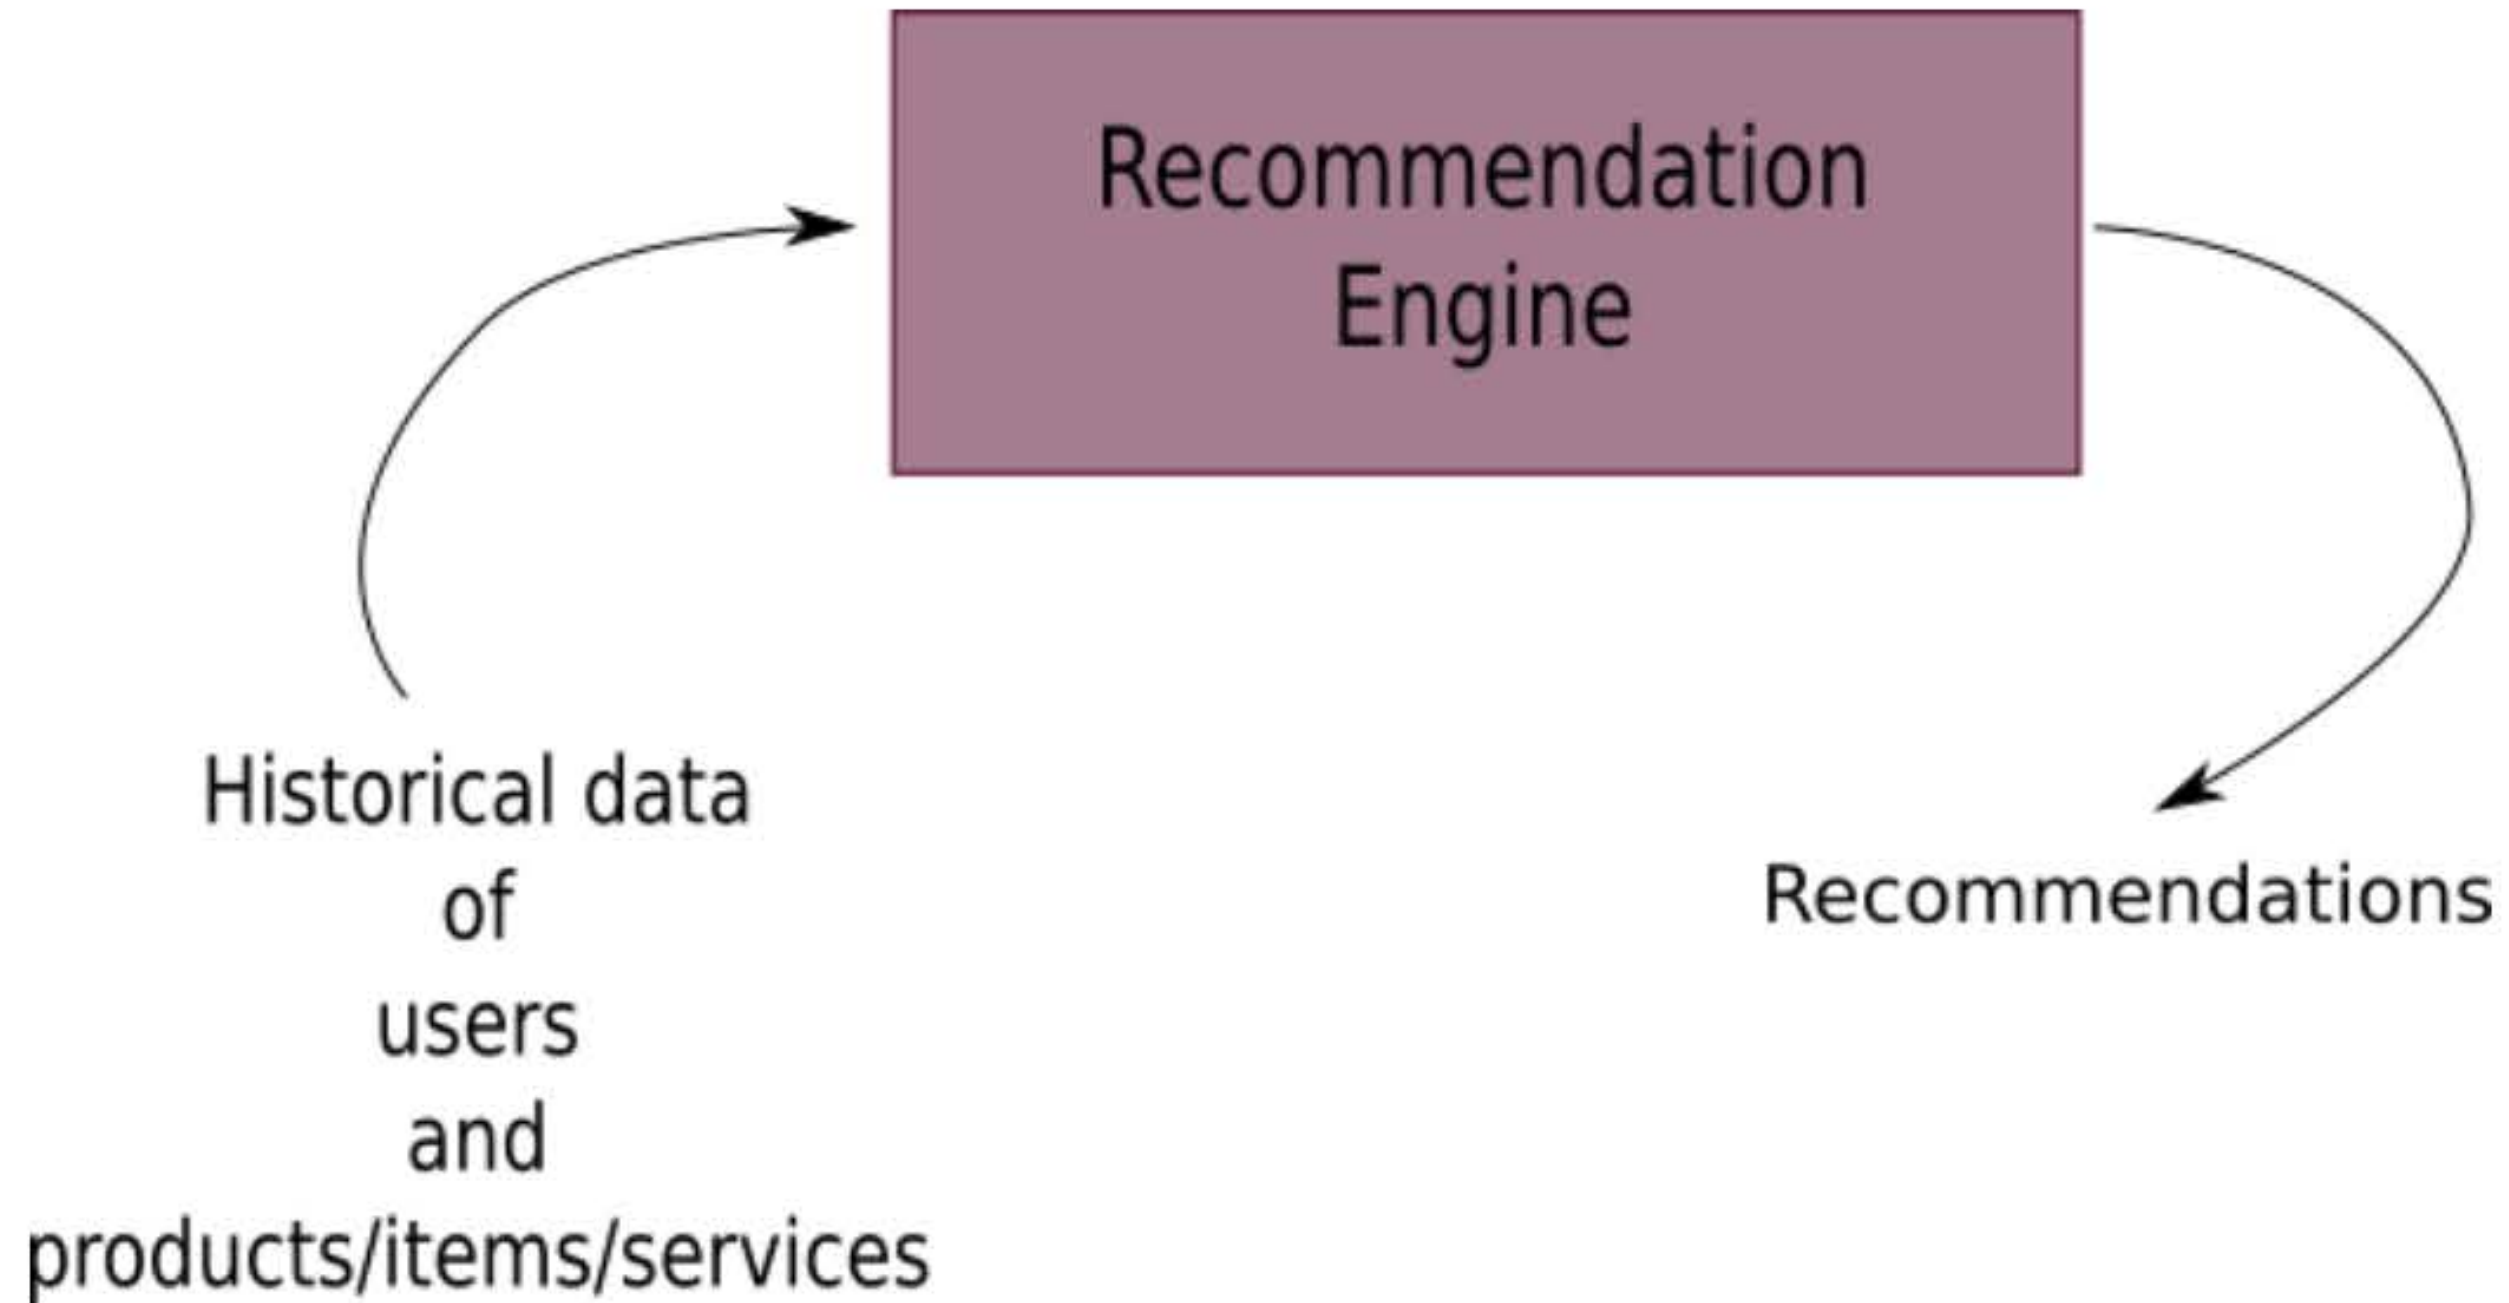 Recommendation
Engine
Historical data
of
users
and
products/items/services
Recommendations